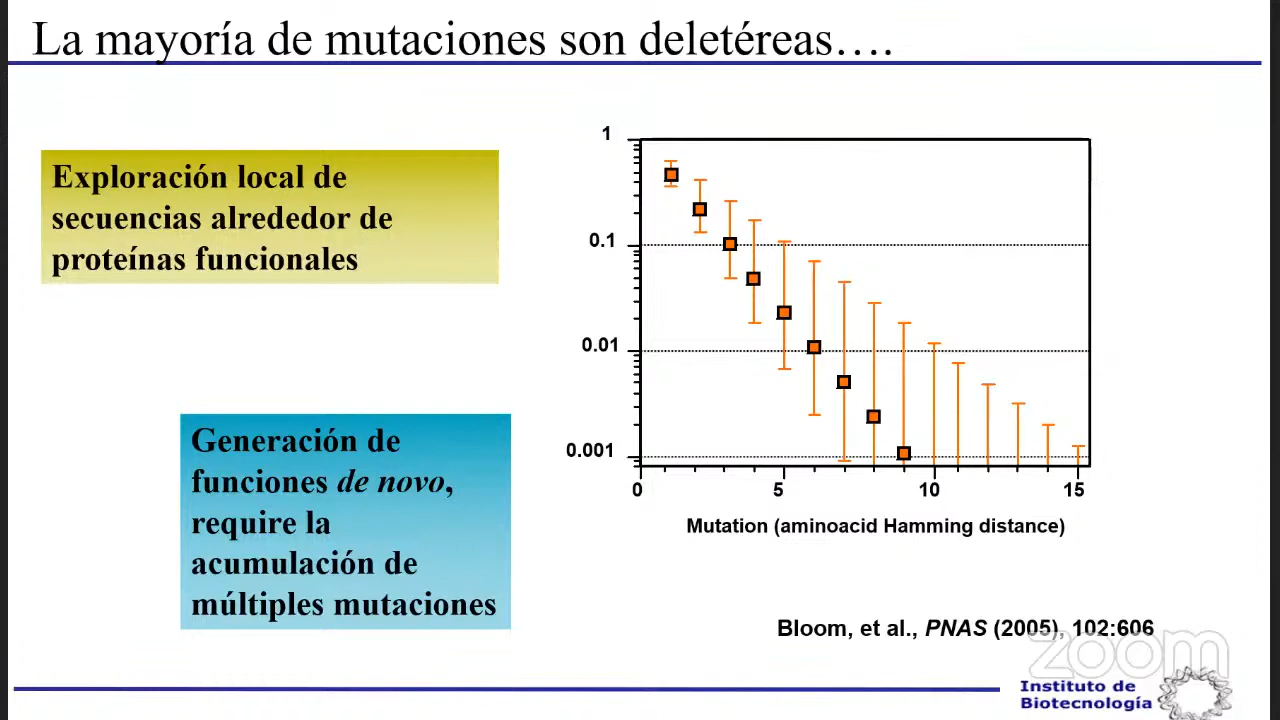 La mayoría de mutaciones son deletéreas….
Exploración local de
secuencias alrededor de
proteínas funcionales
Generación de
funciones de novo,
require la
acumulación de
múltiples mutaciones
1
0.1
0.01
0.001
0 5 10 15
Mutation (aminoacid Hamming distance)
Bloom, et al., PNAS (2005), 102:606
zoom
Instituto de
Biotecnología